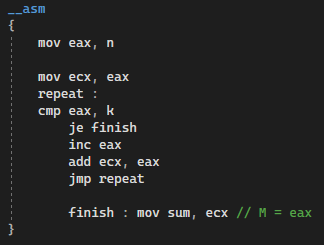 __asm
{
mov eax, n
mov ecx, eax
repeat :
cmp eax, k
je finish
inc eax
add ecx, eax
jmp repeat
finish : mov sum, ecx // M = eax
}